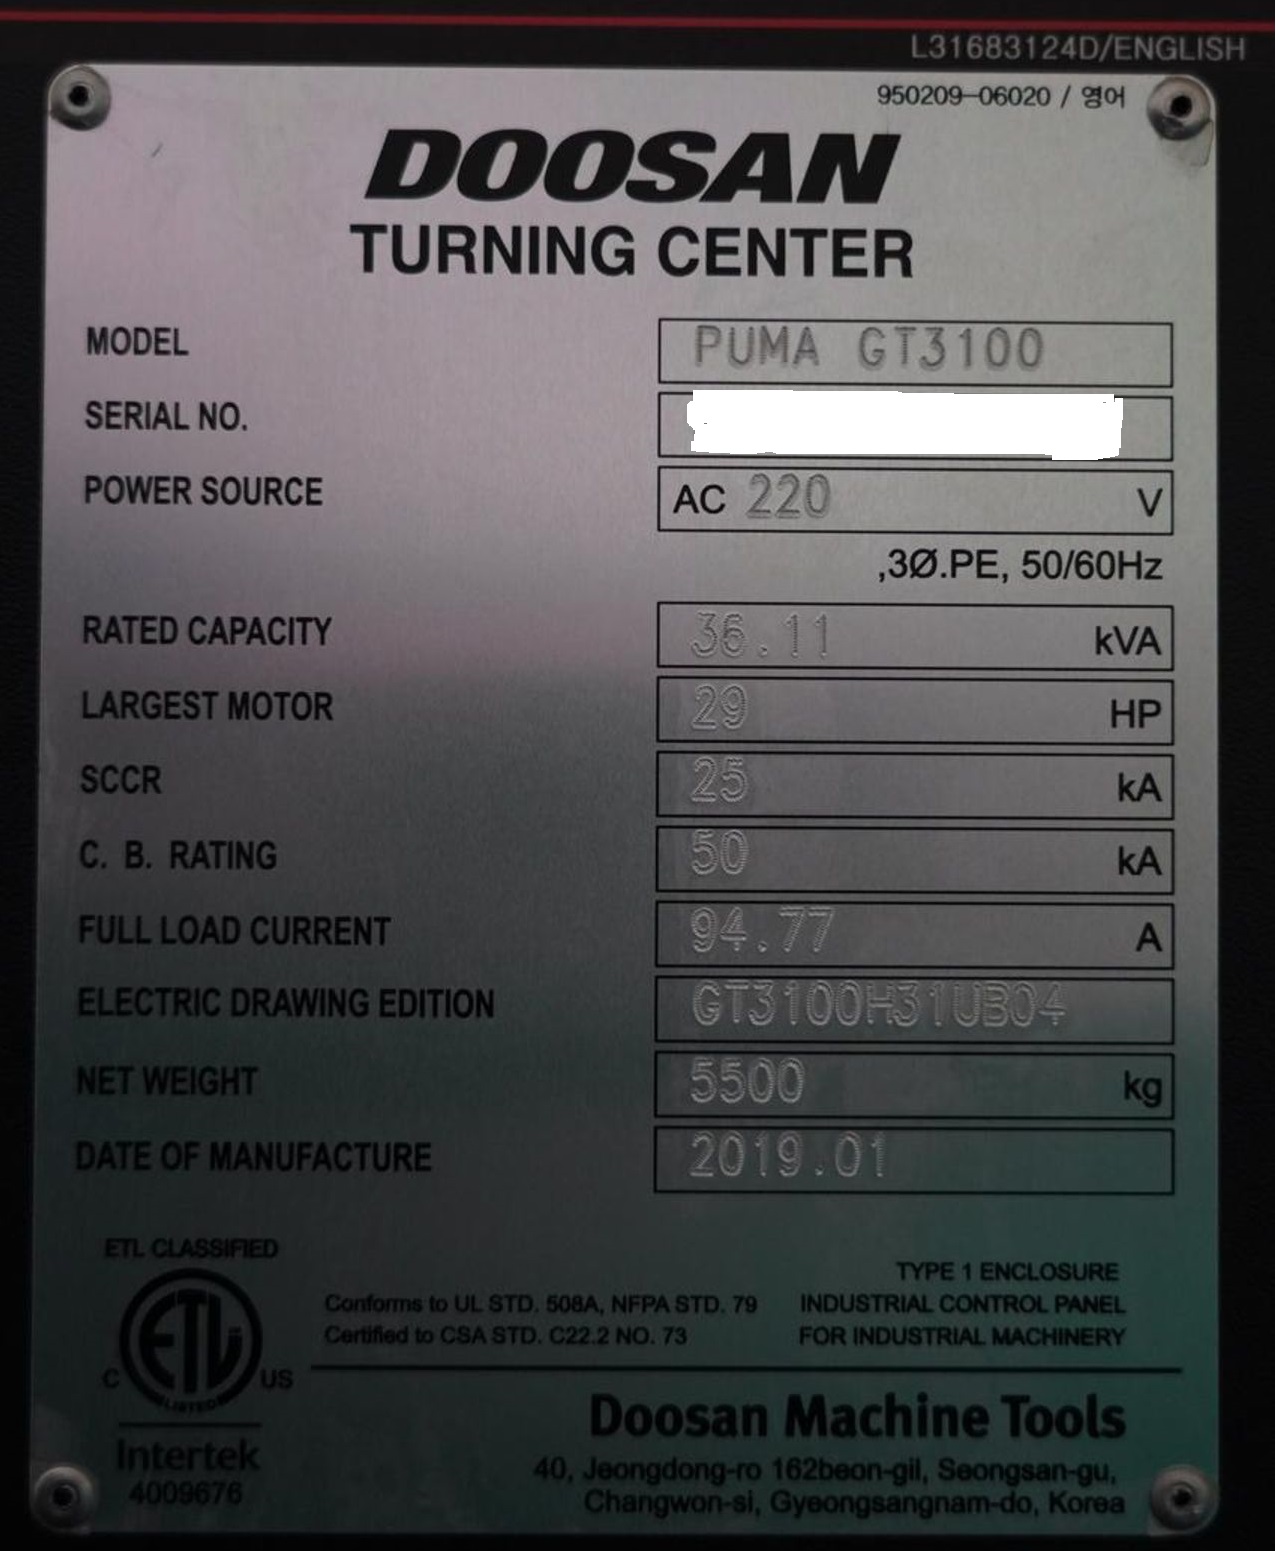 L31683124D/ENGLISH
950209-06020 / 영어
DOOSAN
TURNING CENTER
MODEL PUMA GT3100
SERIAL NO.
POWER SOURCE AC 220 V
,3Ø.PE, 50/60Hz
RATED CAPACITY 36.11 kVA
LARGEST MOTOR 29 HP
SCCR 25 kA
C. B. RATING 50 kA
FULL LOAD CURRENT 94.77 A
ELECTRIC DRAWING EDITION GT3100H31UB04
NET WEIGHT 5500 kg
DATE OF MANUFACTURE 2019.01
ETL CLASSIFIED
ETL
C US
LISTED
Intertek
4009676
Conforms to UL STD. 508A, NFPA STD. 79
Certified to CSA STD. C22.2 NO. 73
TYPE 1 ENCLOSURE
INDUSTRIAL CONTROL PANEL
FOR INDUSTRIAL MACHINERY
Doosan Machine Tools
40, Jeongdong-ro 162beon-gil, Seongsan-gu,
Changwon-si, Gyeongsangnam-do, Korea